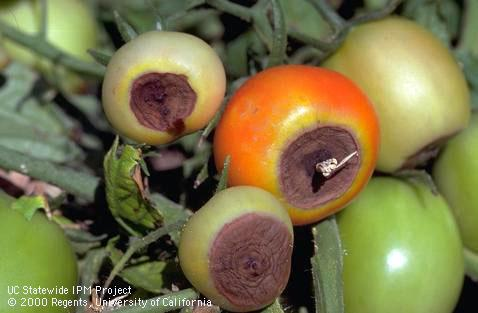 UC Statewide IPM Project
© 2000 Regents, University of California